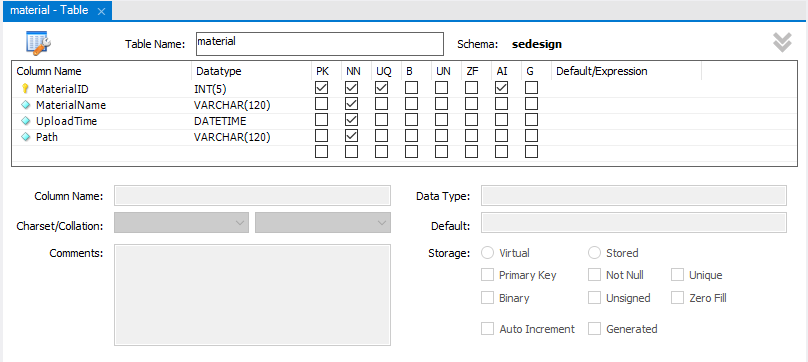 material - Table ×
Table Name: material Schema: sedesign
Column Name Datatype PK NN UQ B UN ZF AI G Default/Expression
MaterialID INT(5)
MaterialName VARCHAR(120)
UploadTime DATETIME
Path VARCHAR(120)
Column Name: Data Type:
Charset/Collation: Default:
Comments: Storage: Virtual Stored
Primary Key Not Null Unique
Binary Unsigned Zero Fill
Auto Increment Generated